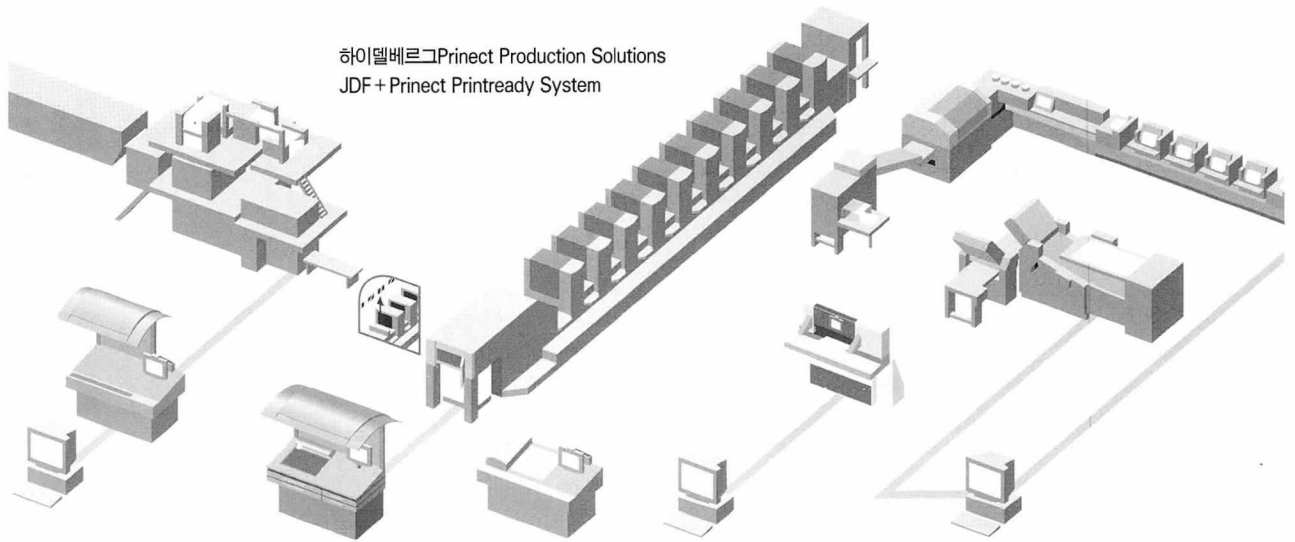 하이델베르그Prinect Production Solutions
JDF+Prinect Printready System